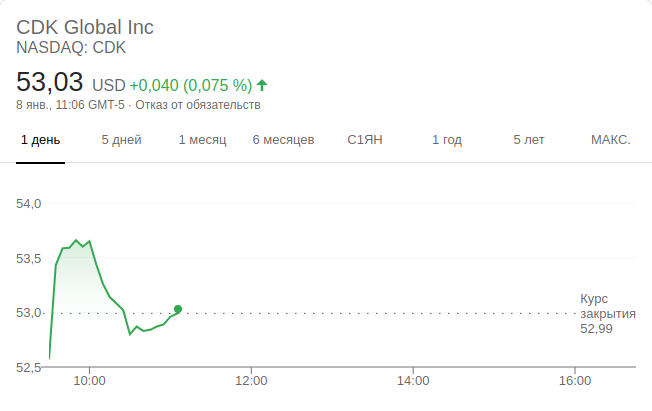 CDK Global Inc
NASDAQ: CDK
53,03 USD +0,040 (0,075 %)
8 янв., 11:06 GMT-5 · Отказ от обязательств
1 день 5 дней 1 месяц 6 месяцев С1ЯН 1 год 5 лет МАКС.
54,0
53,5
53,0
52,5
Курс
закрытия
52,99
10:00 12:00 14:00 16:00